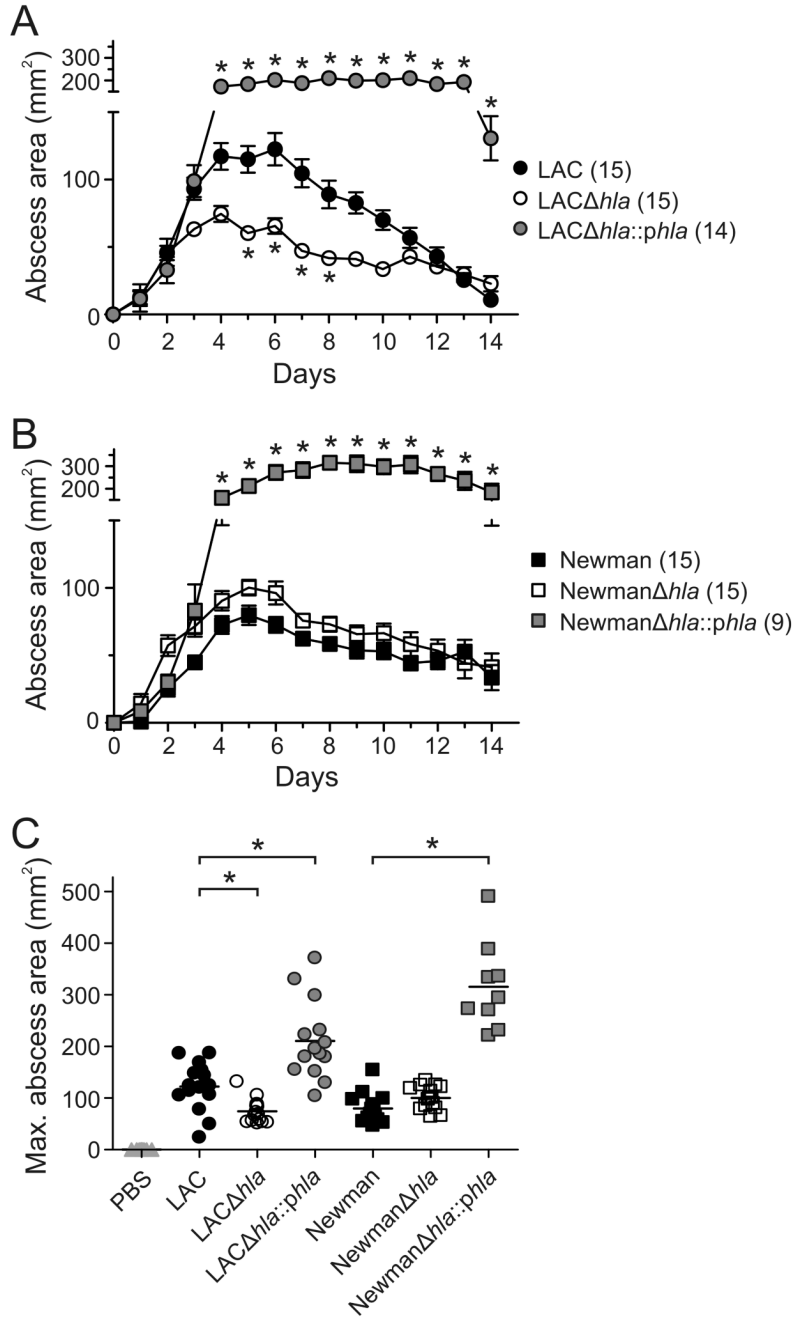 A
Abscess area (mm²)
300
200
100
0
* * * * * * * * * * *
* * * *
0 2 4 6 8 10 12 14
Days
LAC (15)
LACΔhla (15)
LACΔhla::phla (14)
B
Abscess area (mm²)
300
200
100
0
* * * * * * * * * * *
0 2 4 6 8 10 12 14
Days
Newman (15)
NewmanΔhla (15)
NewmanΔhla::phla (9)
C
Max. abscess area (mm²)
500
400
300
200
100
0
* *
*
PBS
LAC
LACΔhla
LACΔhla::phla
Newman
NewmanΔhla
NewmanΔhla::phla